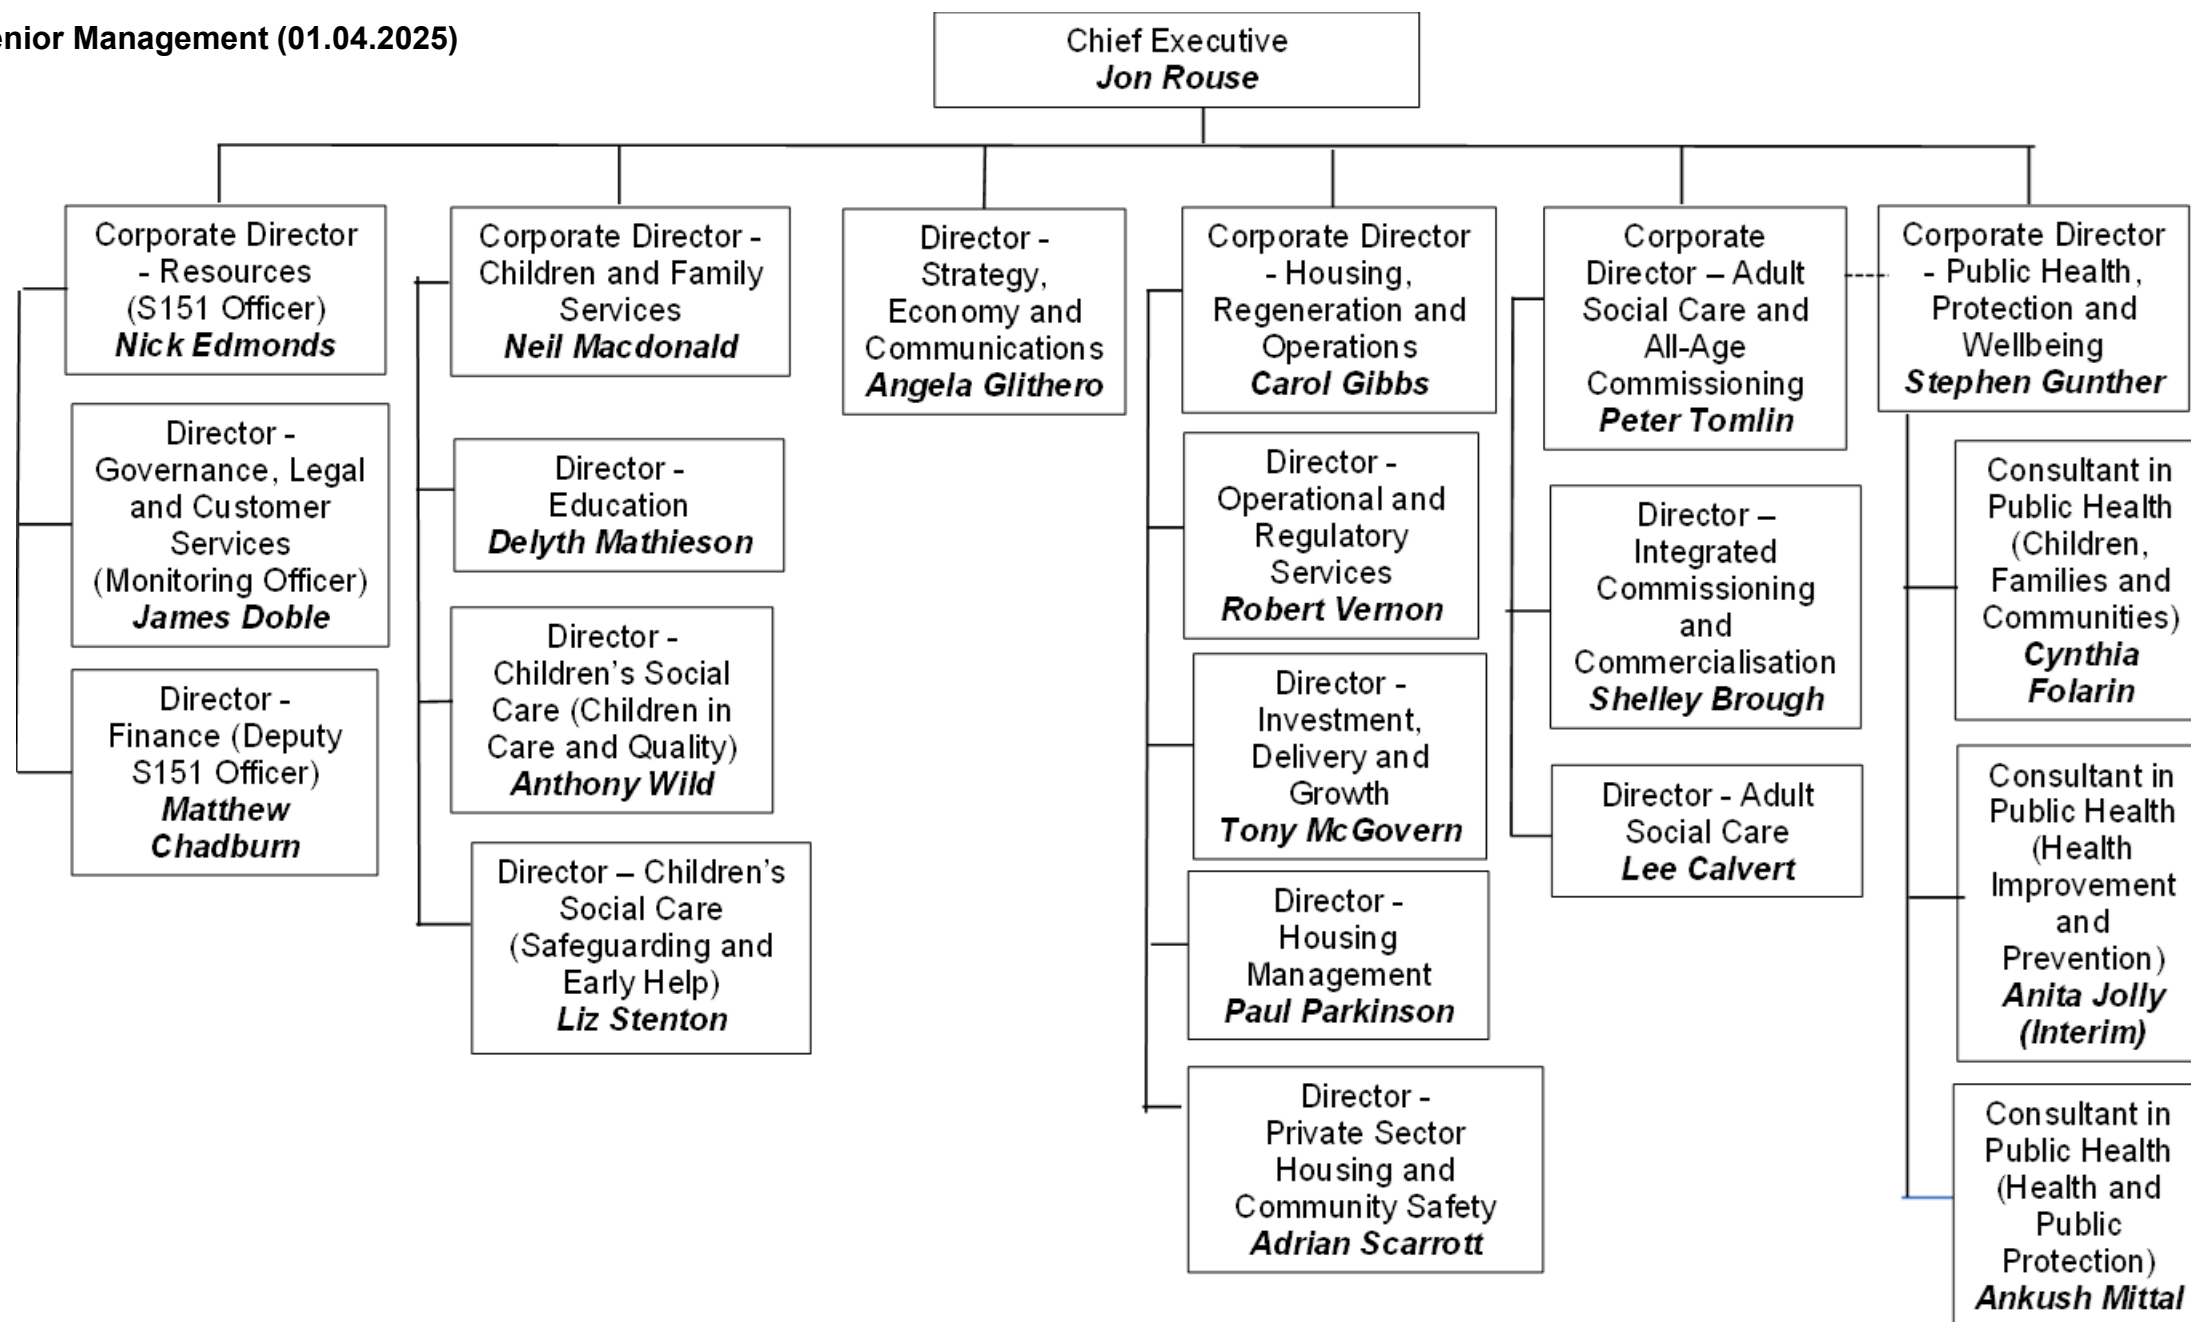 enior Management (01.04.2025)
Chief Executive
Jon Rouse
Corporate Director
- Resources
(S151 Officer)
Nick Edmonds
Director -
Governance, Legal
and Customer
Services
(Monitoring Officer)
James Doble
Director -
Finance (Deputy
S151 Officer)
Matthew
Chadburn
Corporate Director -
Children and Family
Services
Neil Macdonald
Director -
Education
Delyth Mathieson
Director -
Children’s Social
Care (Children in
Care and Quality)
Anthony Wild
Director – Children’s
Social Care
(Safeguarding and
Early Help)
Liz Stenton
Director -
Strategy,
Economy and
Communications
Angela Glithero
Corporate Director
- Housing,
Regeneration and
Operations
Carol Gibbs
Director -
Operational and
Regulatory
Services
Robert Vernon
Director -
Investment,
Delivery and
Growth
Tony McGovern
Director -
Housing
Management
Paul Parkinson
Director -
Private Sector
Housing and
Community Safety
Adrian Scarrott
Corporate
Director – Adult
Social Care and
All-Age
Commissioning
Peter Tomlin
Director –
Integrated
Commissioning
and
Commercialisation
Shelley Brough
Director - Adult
Social Care
Lee Calvert
Corporate Director
- Public Health,
Protection and
Wellbeing
Stephen Gunther
Consultant in
Public Health
(Children,
Families and
Communities)
Cynthia
Folarin
Consultant in
Public Health
(Health
Improvement
and
Prevention)
Anita Jolly
(Interim)
Consultant in
Public Health
(Health and
Public
Protection)
Ankush Mittal